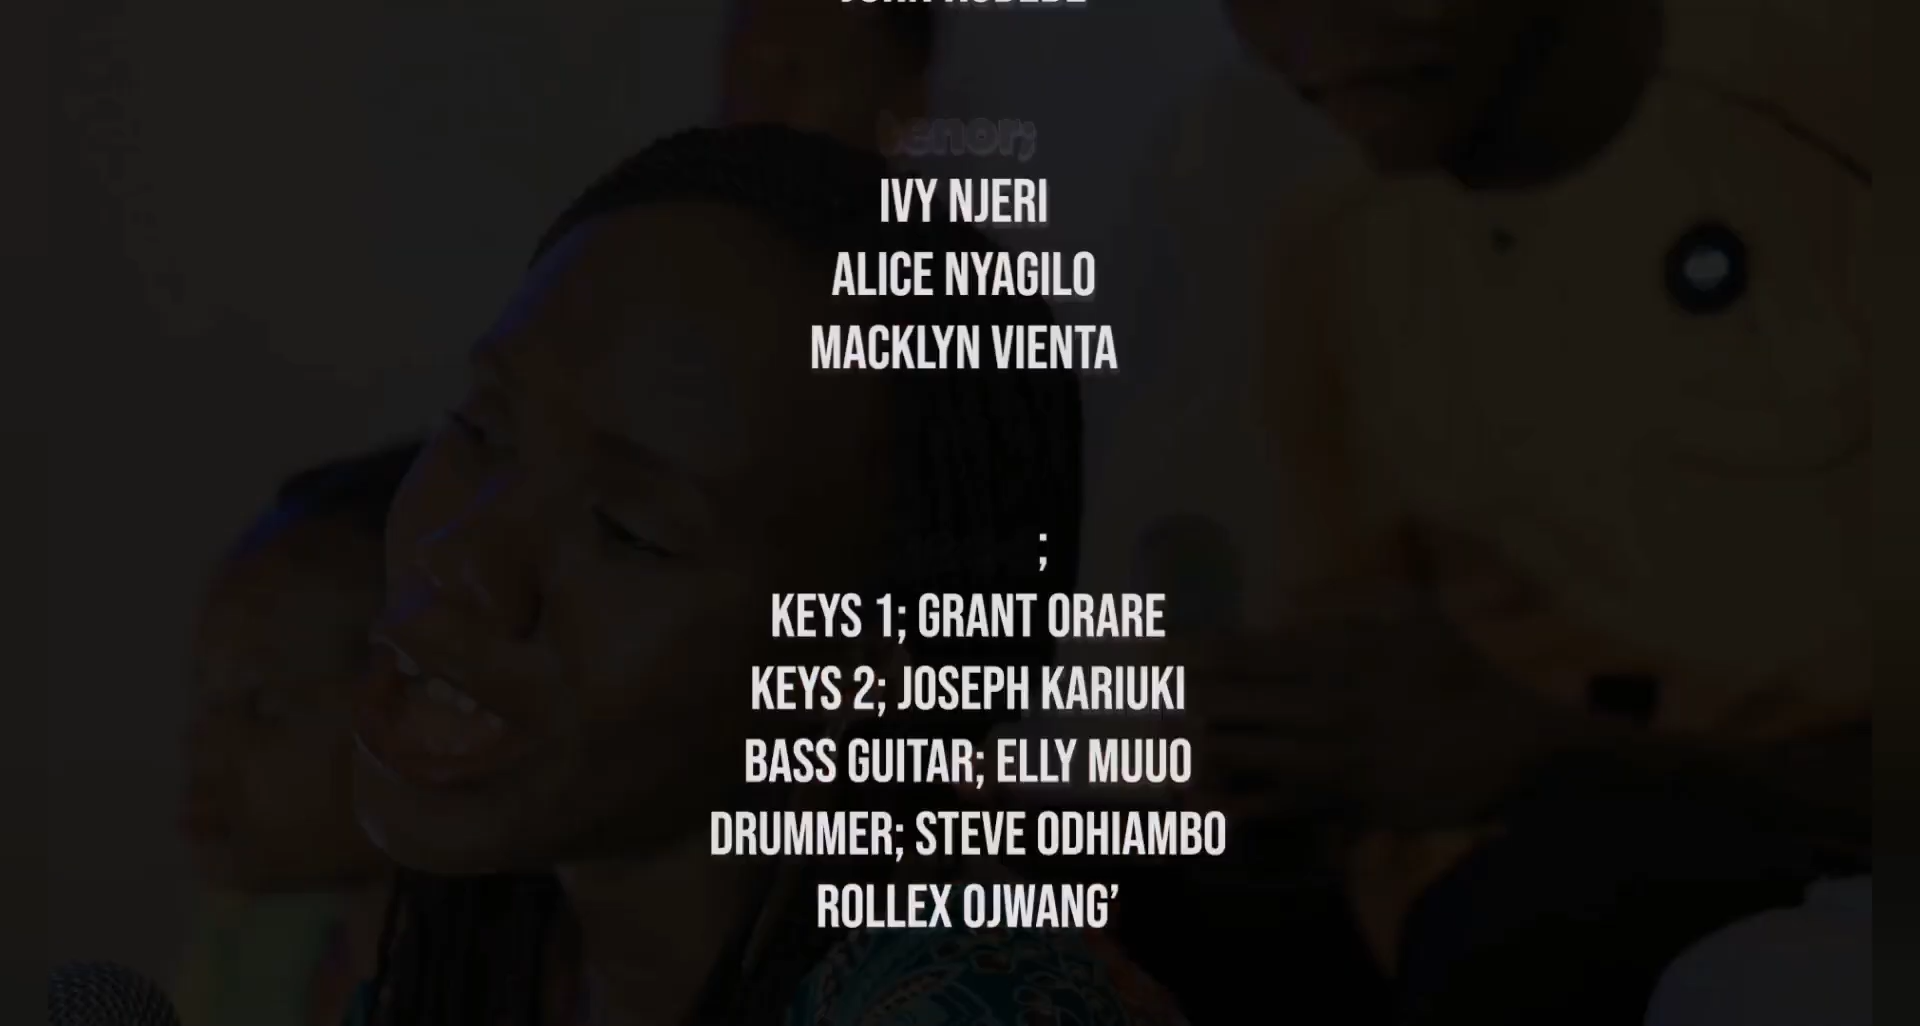 tenor;
IVY NJERI
ALICE NYAGILO
MACKLYN VIENTA
;
KEYS 1; GRANT ORARE
KEYS 2; JOSEPH KARIUKI
BASS GUITAR; ELLY MUUO
DRUMMER; STEVE ODHIAMBO
ROLLEX OJWANG’